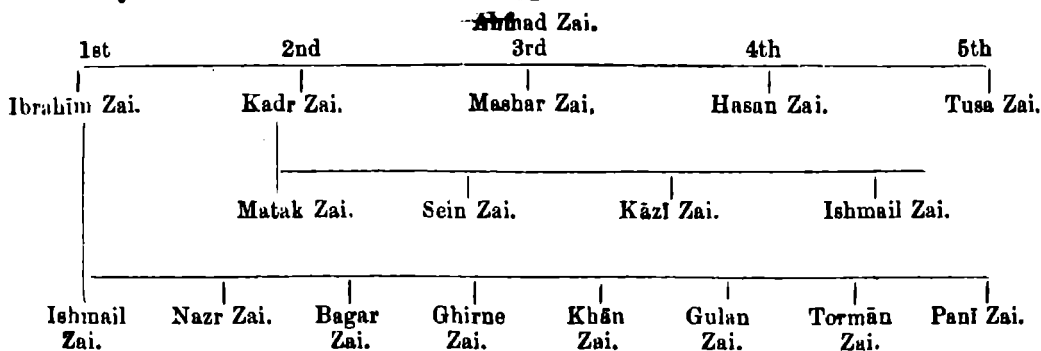 Ahmad Zai.
1st 2nd 3rd 4th 5th
Ibrahīm Zai. Kadr Zai. Mashar Zai. Hasan Zai. Tusa Zai.
Matak Zai. Sein Zai. Kāzī Zai. Ishmail Zai.
Ishmail Nazr Zai. Bagar Ghirne Khān Gulan Tormān Panī Zai.
Zai. Zai. Zai. Zai. Zai. Zai.